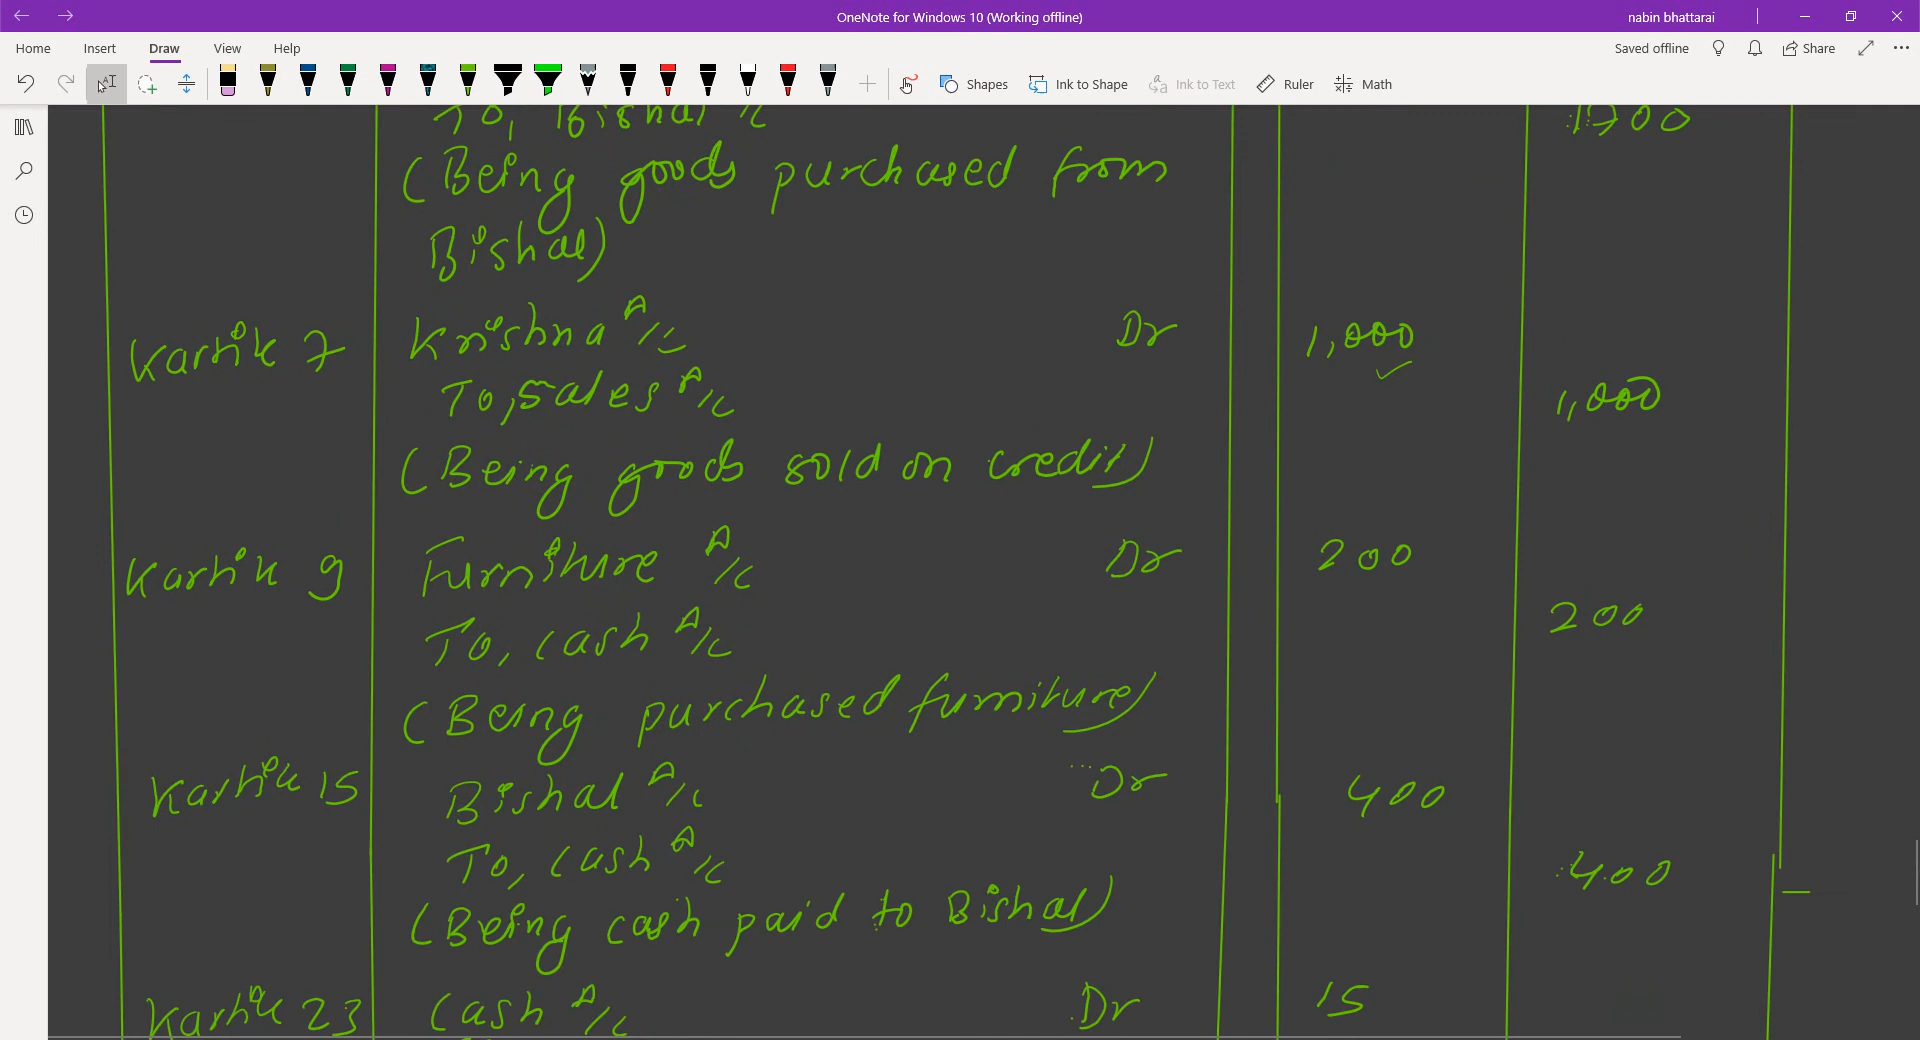 OneNote for Windows 10 (Working offline)
nabin bhattarai
Home Insert Draw View Help
Saved offline Share
Shapes Ink to Shape Ink to Text Ruler Math
To, Bishal A/c 1700
(Being goods purchased from
Bishal)
Kartik 7 Krishna A/c Dr 1,000
To, Sales A/c 1,000
(Being goods sold on credit)
Kartik 9 Furniture A/c Dr 200
To, cash A/c 200
(Being purchased furniture)
Kartik 15 Bishal A/c Dr 400
To, Cash A/c 400
(Being cash paid to Bishal)
Kartik 23 Cash A/c Dr 15